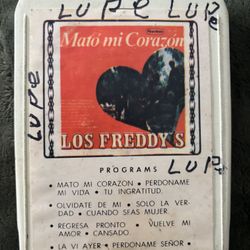 LUPE LUPE
Mató mi Corazón
LUPE
LOS FREDDY'S
LUPE
PROGRAMS
• MATO MI CORAZON • PERDONAME
MI VIDA • TU INGRATITUD.
• OLVIDATE DE MI • SOLO LA VER-
DAD • CUANDO SEAS MUJER.
• REGRESA PRONTO • VUELVE MI
AMOR • CANSADO
• LA VI AYER • PERDONAME SEÑOR •